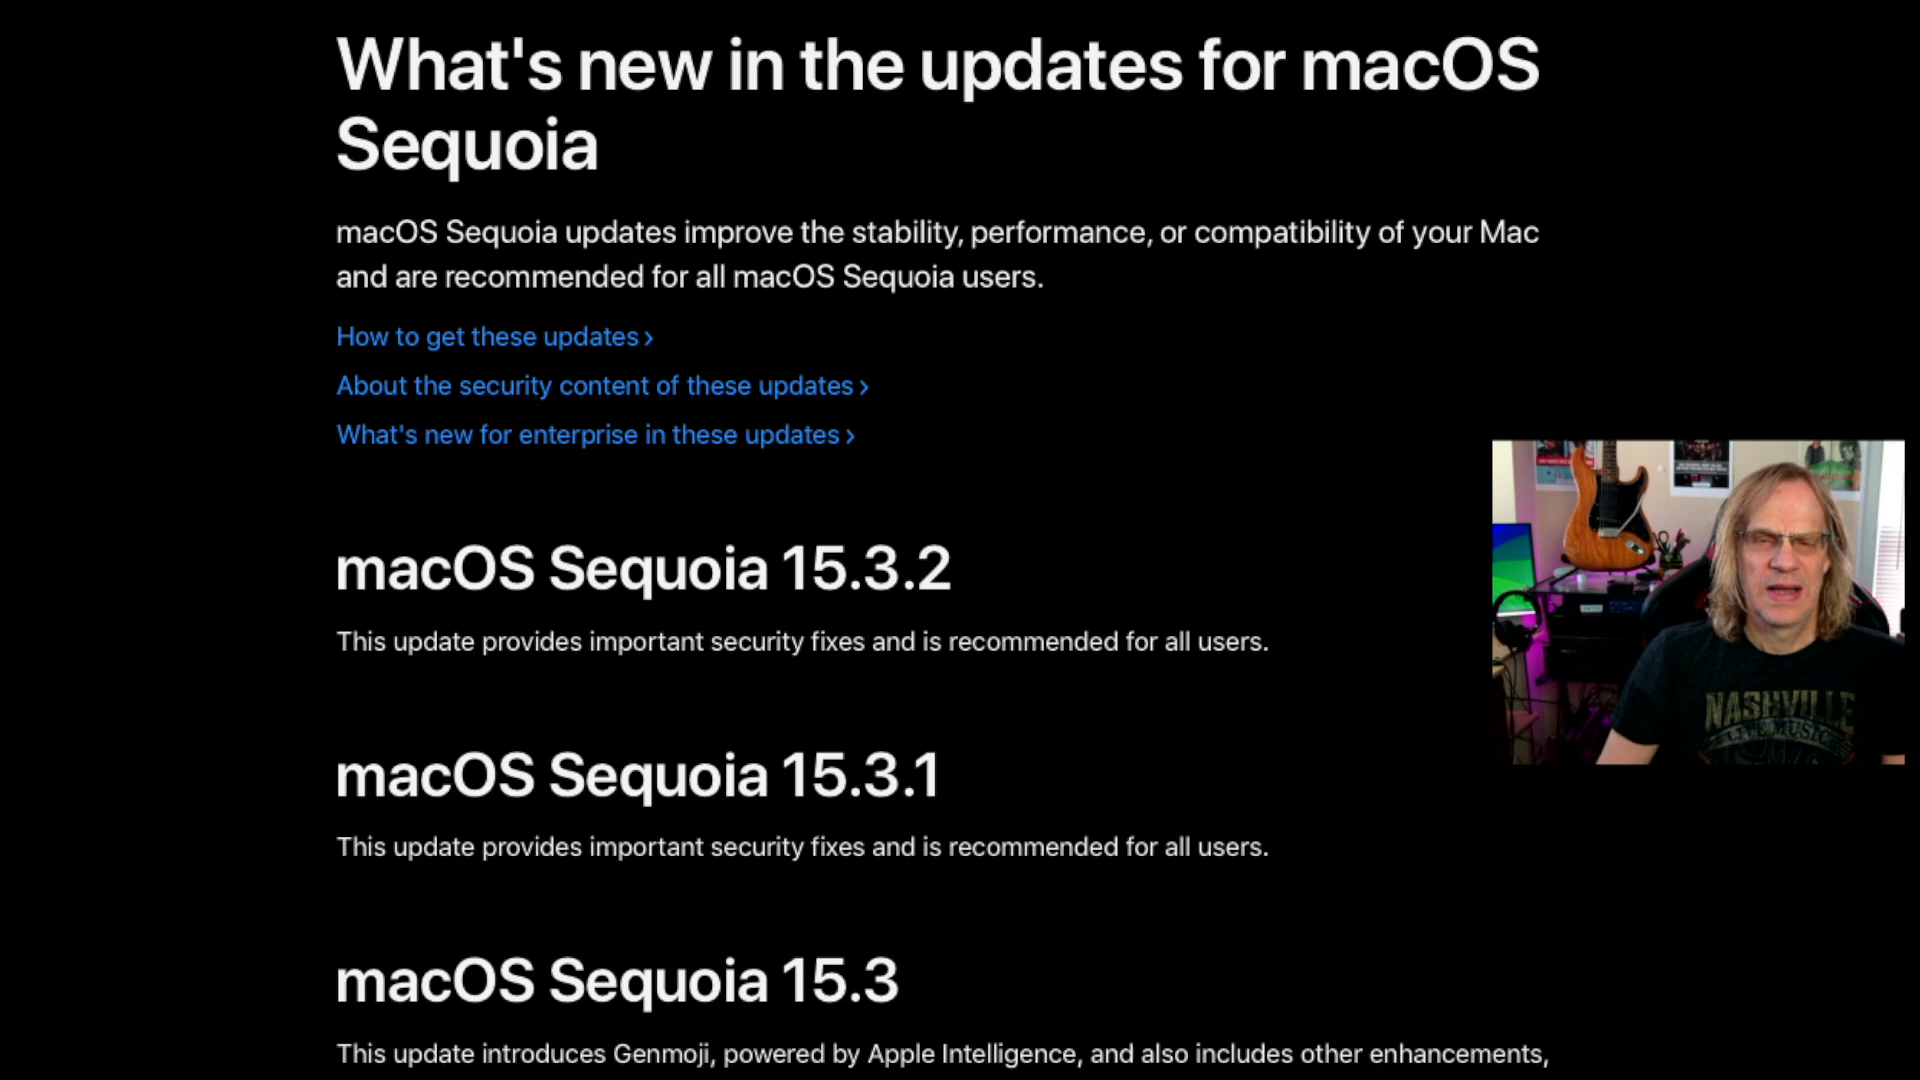 What's new in the updates for macOS
Sequoia
macOS Sequoia updates improve the stability, performance, or compatibility of your Mac
and are recommended for all macOS Sequoia users.
How to get these updates ›
About the security content of these updates ›
What's new for enterprise in these updates ›
macOS Sequoia 15.3.2
This update provides important security fixes and is recommended for all users.
NASHVILLE
LIVE MUSIC
macOS Sequoia 15.3.1
This update provides important security fixes and is recommended for all users.
macOS Sequoia 15.3
This update introduces Genmoji, powered by Apple Intelligence, and also includes other enhancements,